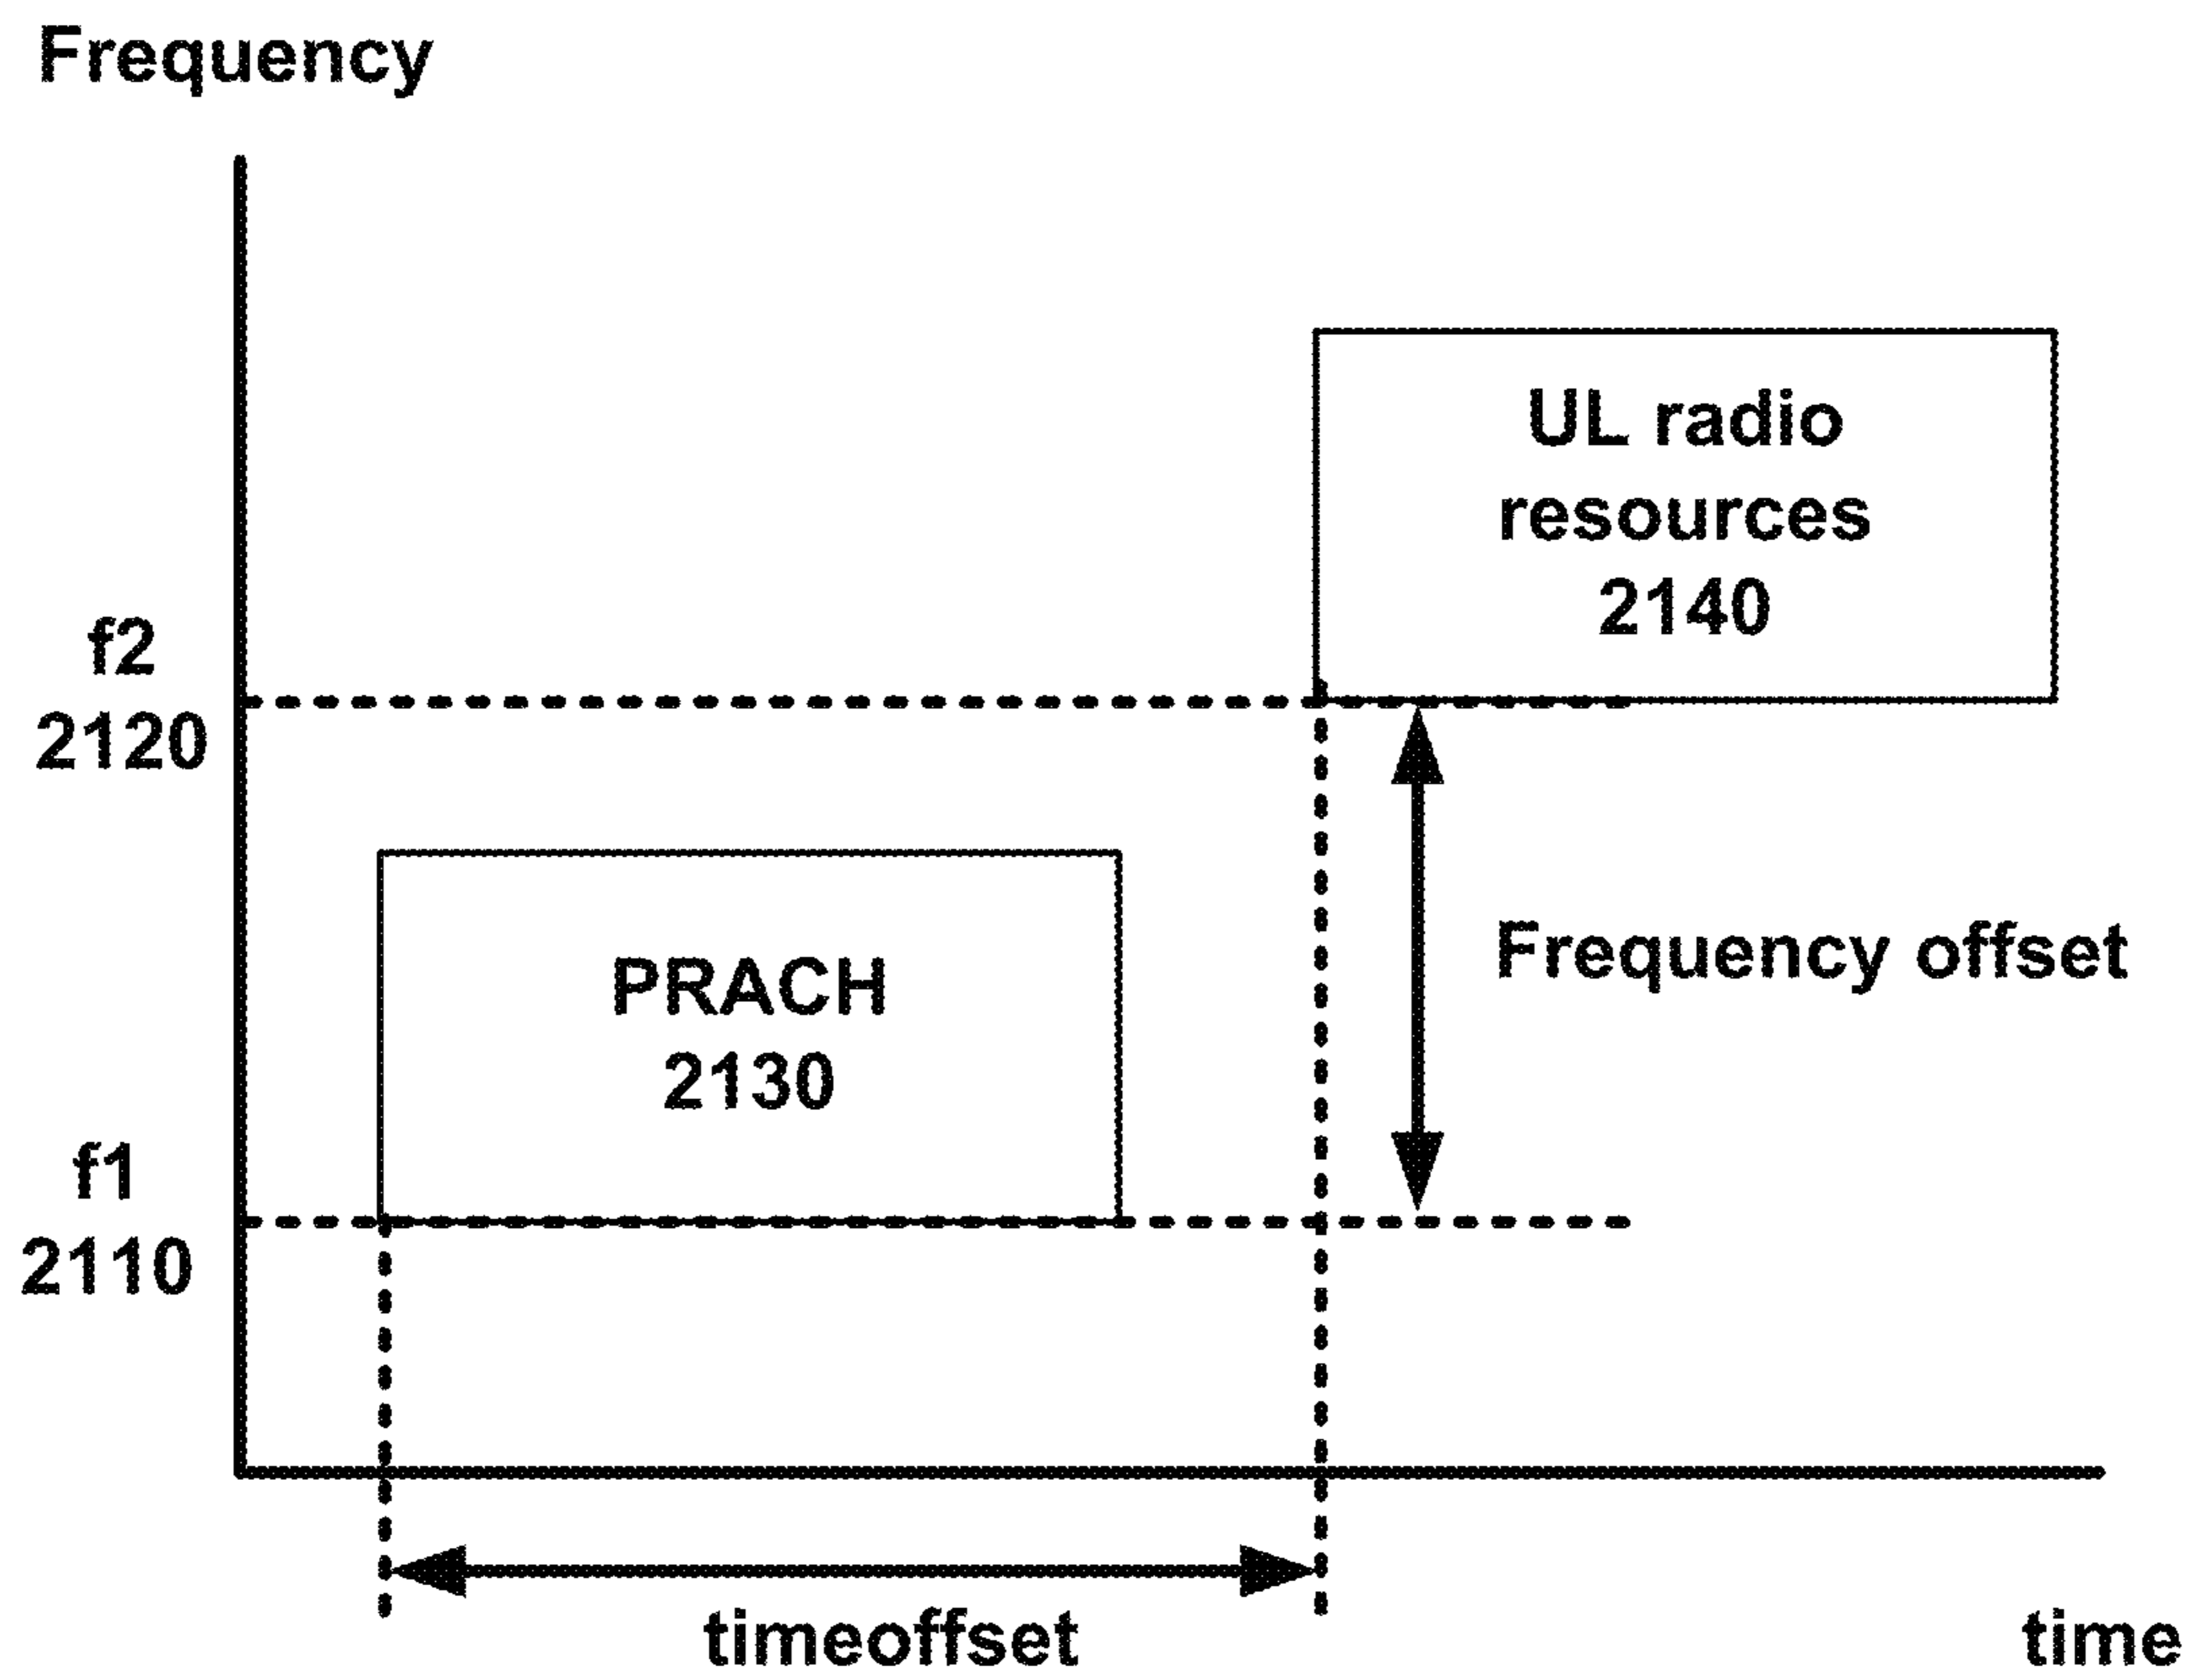 Frequency
UL radio
resources
2140
f2
2120
PRACH
2130
Frequency offset
f1
2110
timeoffset
time